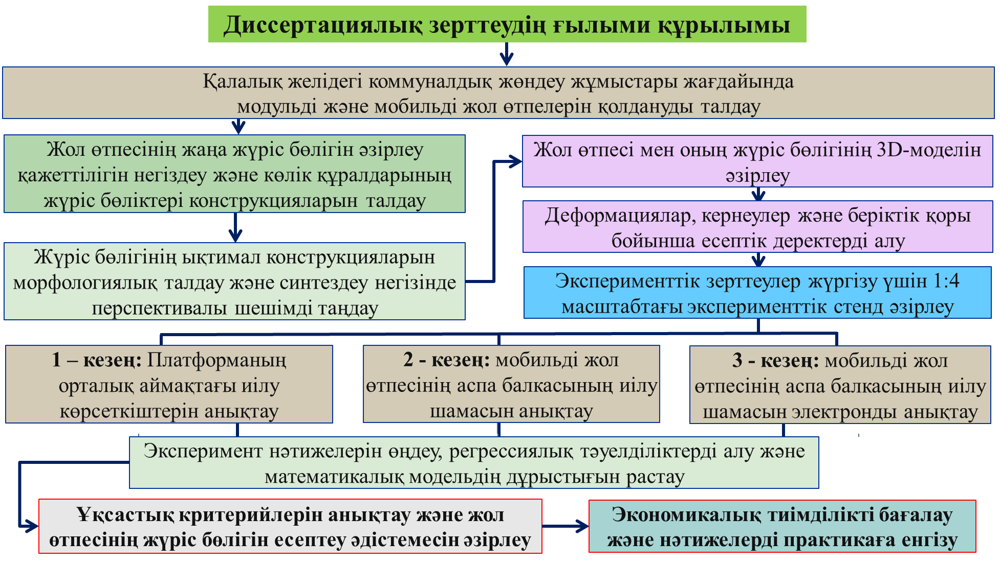 Диссертациялық зерттеудің ғылыми құрылымы
Қалалық желідегі коммуналдық жөндеу жұмыстары жағдайында
модульді және мобильді жол өтпелерін қолдануды талдау
Жол өтпесінің жаңа жүріс бөлігін әзірлеу
қажеттілігін негіздеу және көлік құралдарының
жүріс бөліктері конструкцияларын талдау
Жүріс бөлігінің ықтимал конструкцияларын
морфологиялық талдау және синтездеу негізінде
перспективалы шешімді таңдау
Жол өтпесі мен оның жүріс бөлігінің 3D-моделін
әзірлеу
Деформациялар, кернеулер және беріктік қоры
бойынша есептік деректерді алу
Эксперименттік зерттеулер жүргізу үшін 1:4
масштабтағы эксперименттік стенд әзірлеу
1 – кезең: Платформаның
орталық аймақтағы иілу
көрсеткіштерін анықтау
2 - кезең: мобильді жол
өтпесінің аспа балкасының иілу
шамасын анықтау
3 - кезең: мобильді жол
өтпесінің аспа балкасының иілу
шамасын электронды анықтау
Эксперимент нәтижелерін өңдеу, регрессиялық тәуелділіктерді алу және
математикалық модельдің дұрыстығын растау
Ұқсастық критерийлерін анықтау және жол
өтпесінің жүріс бөлігін есептеу әдістемесін әзірлеу
Экономикалық тиімділікті бағалау
және нәтижелерді практикаға енгізу